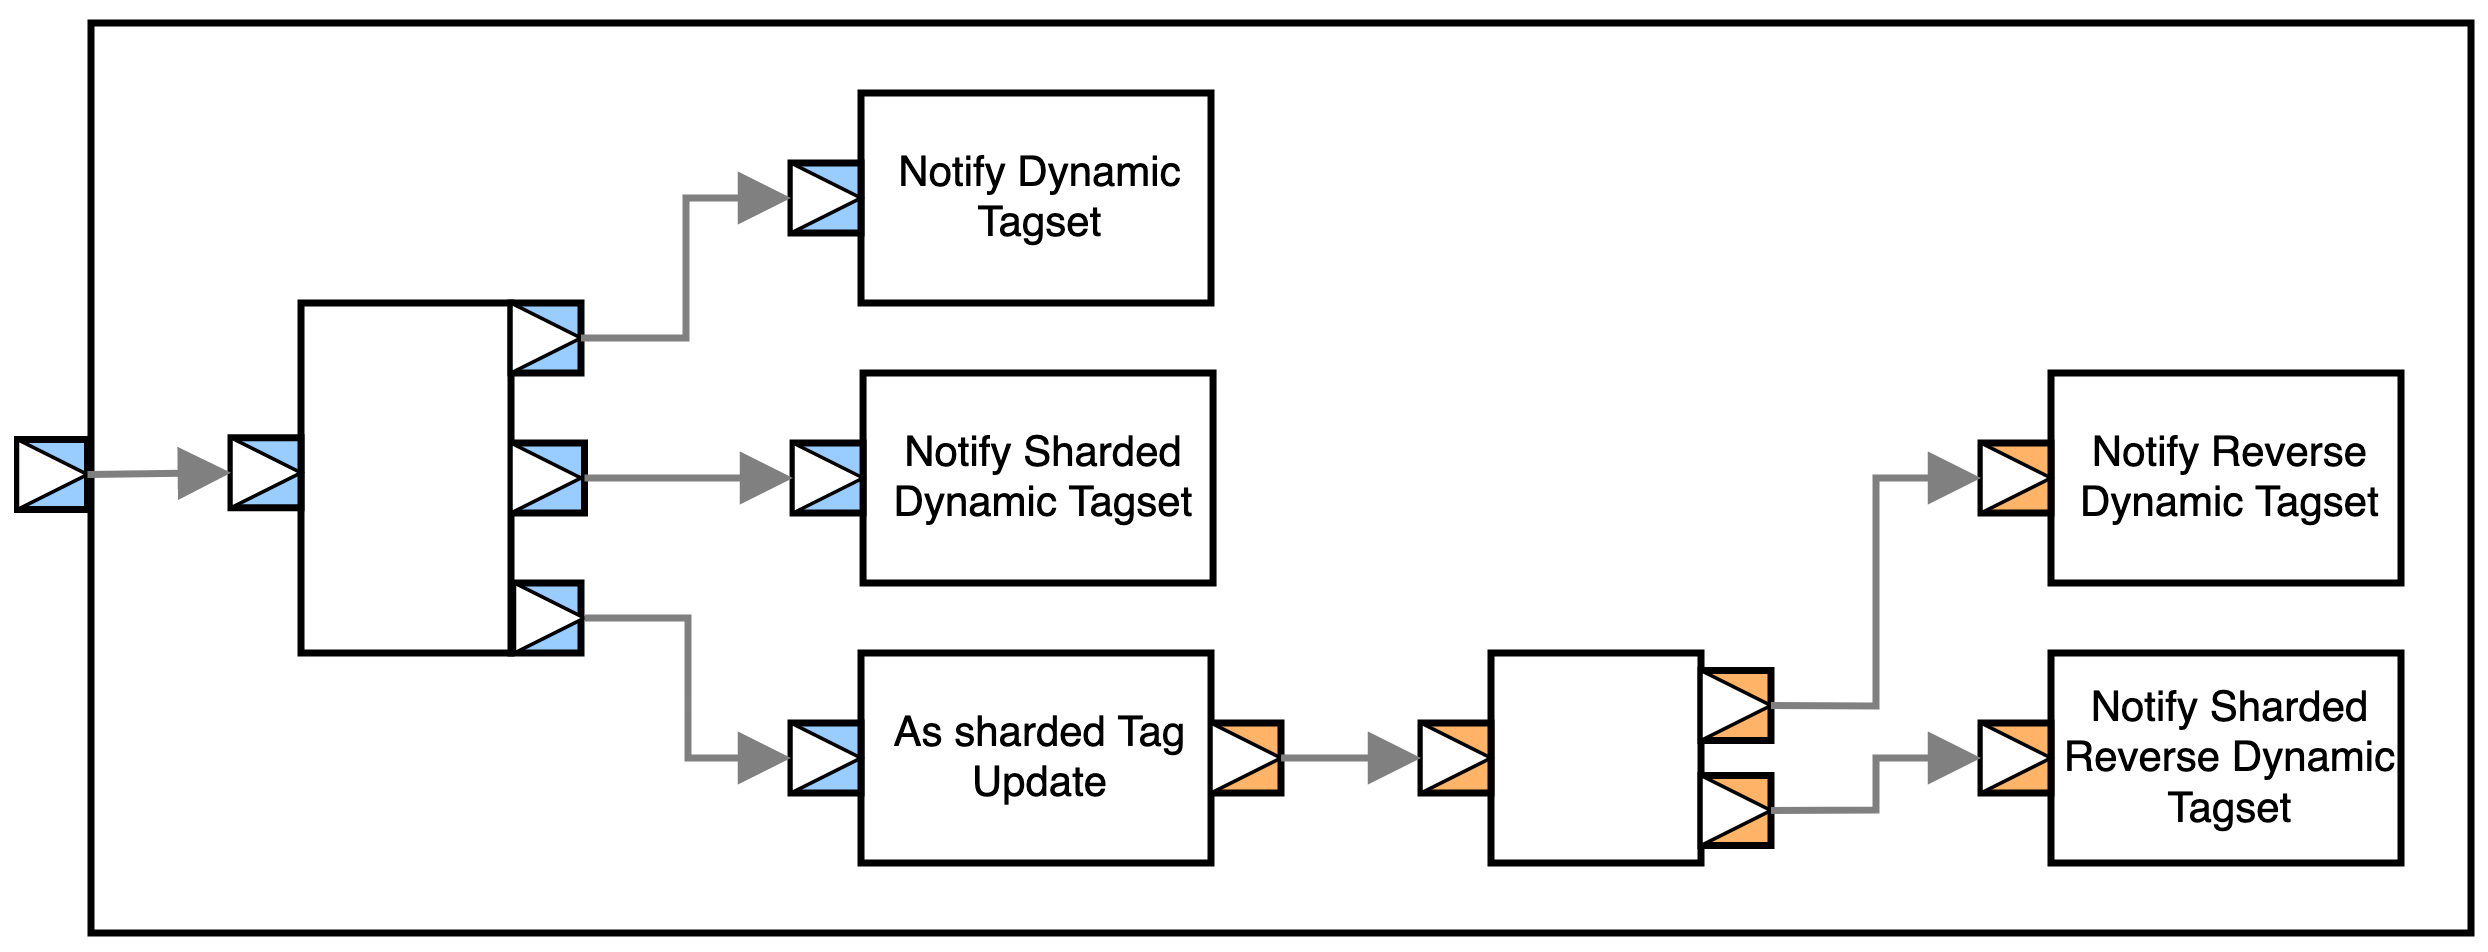 Notify Dynamic
Tagset
Notify Sharded
Dynamic Tagset
As sharded Tag
Update
Notify Reverse
Dynamic Tagset
Notify Sharded
Reverse Dynamic
Tagset